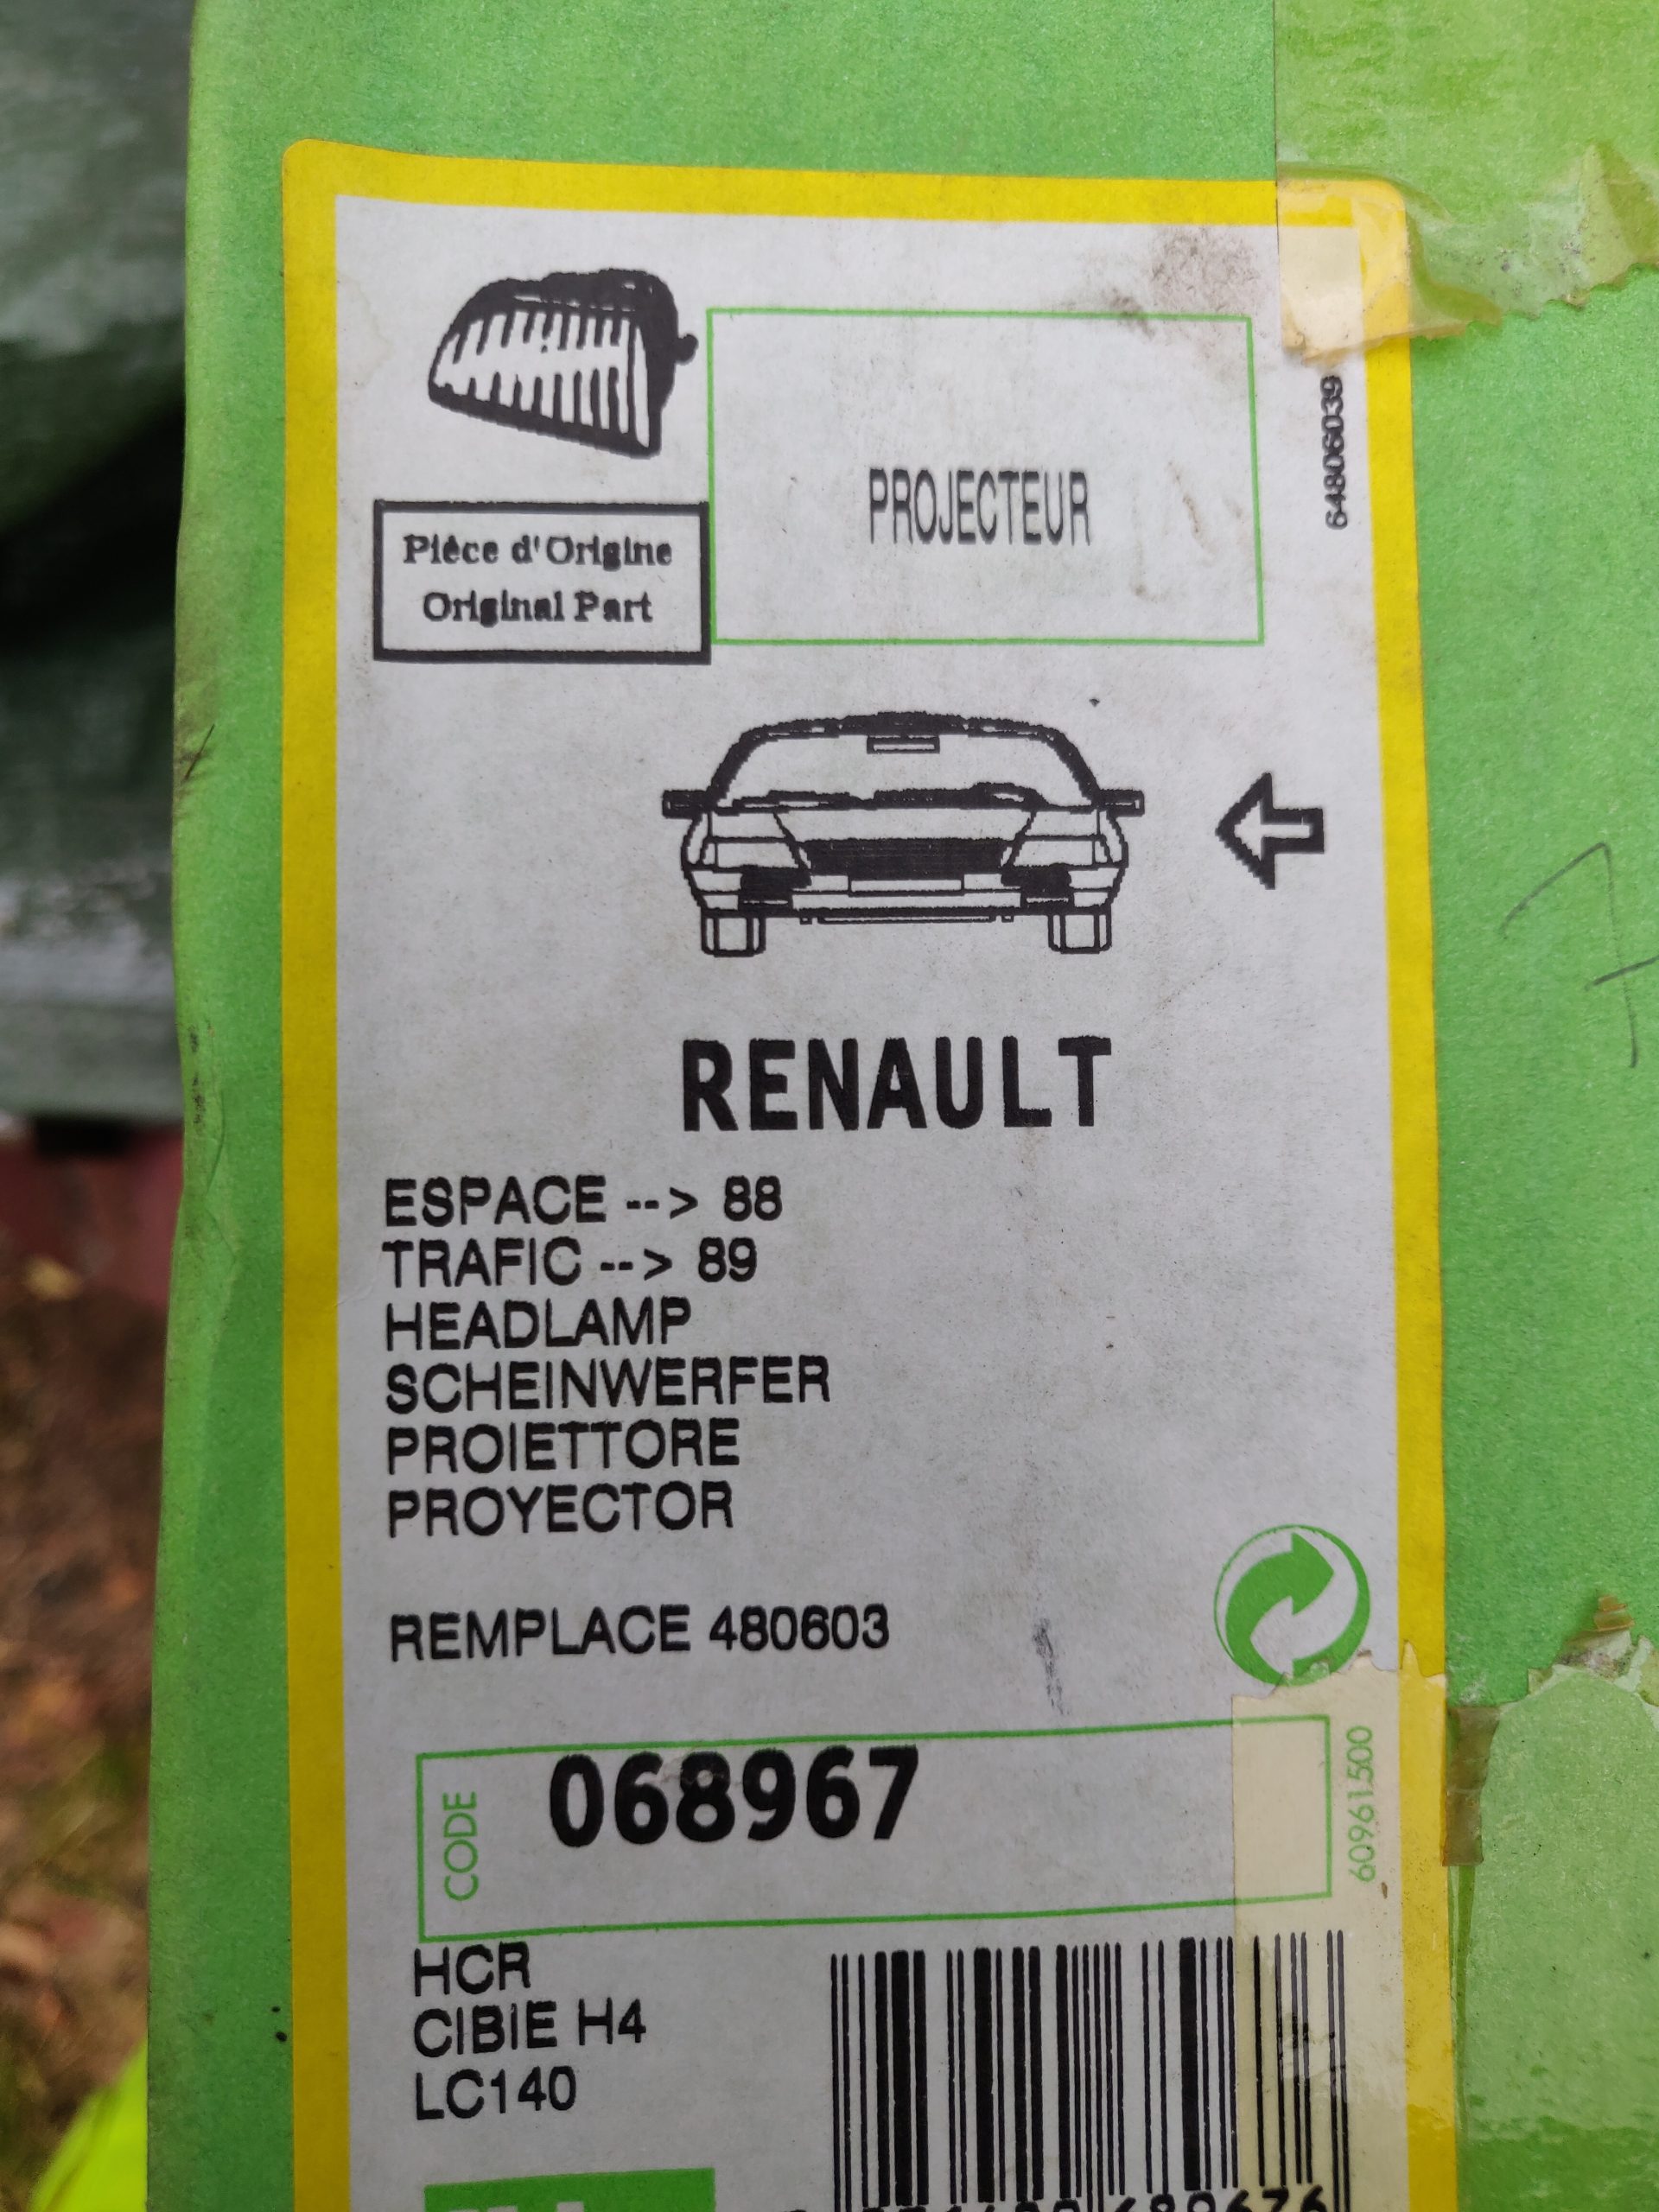 64806039
PROJECTEUR
Pièce d'Origine
Original Part
RENAULT
ESPACE --> 88
TRAFIC --> 89
HEADLAMP
SCHEINWERFER
PROIETTORE
PROYECTOR
REMPLACE 480603
CODE
068967
60961500
HCR
CIBIE H4
LC140